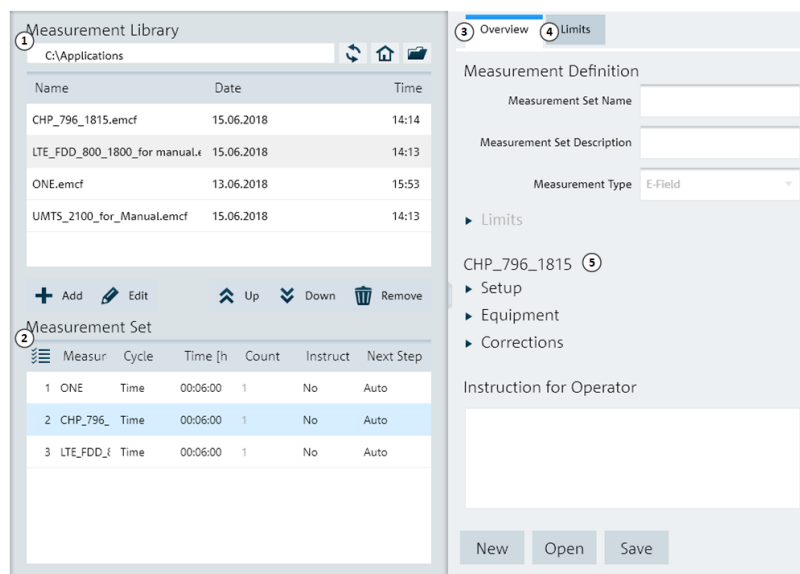 Measurement Library
1
C:\Applications
Name Date Time
CHP_796_1815.emcf 15.06.2018 14:14
LTE_FDD_800_1800_for manual.e 15.06.2018 14:13
ONE.emcf 13.06.2018 15:53
UMTS_2100_for_Manual.emcf 15.06.2018 14:13
Add Edit Up Down Remove
Measurement Set
2
Measur Cycle Time [h Count Instruct Next Step
1 ONE Time 00:06:00 1 No Auto
2 CHP_796_ Time 00:06:00 1 No Auto
3 LTE_FDD_8 Time 00:06:00 1 No Auto
3 Overview 4 Limits
Measurement Definition
Measurement Set Name
Measurement Set Description
Measurement Type E-Field
Limits
CHP_796_1815 5
Setup
Equipment
Corrections
Instruction for Operator
New Open Save